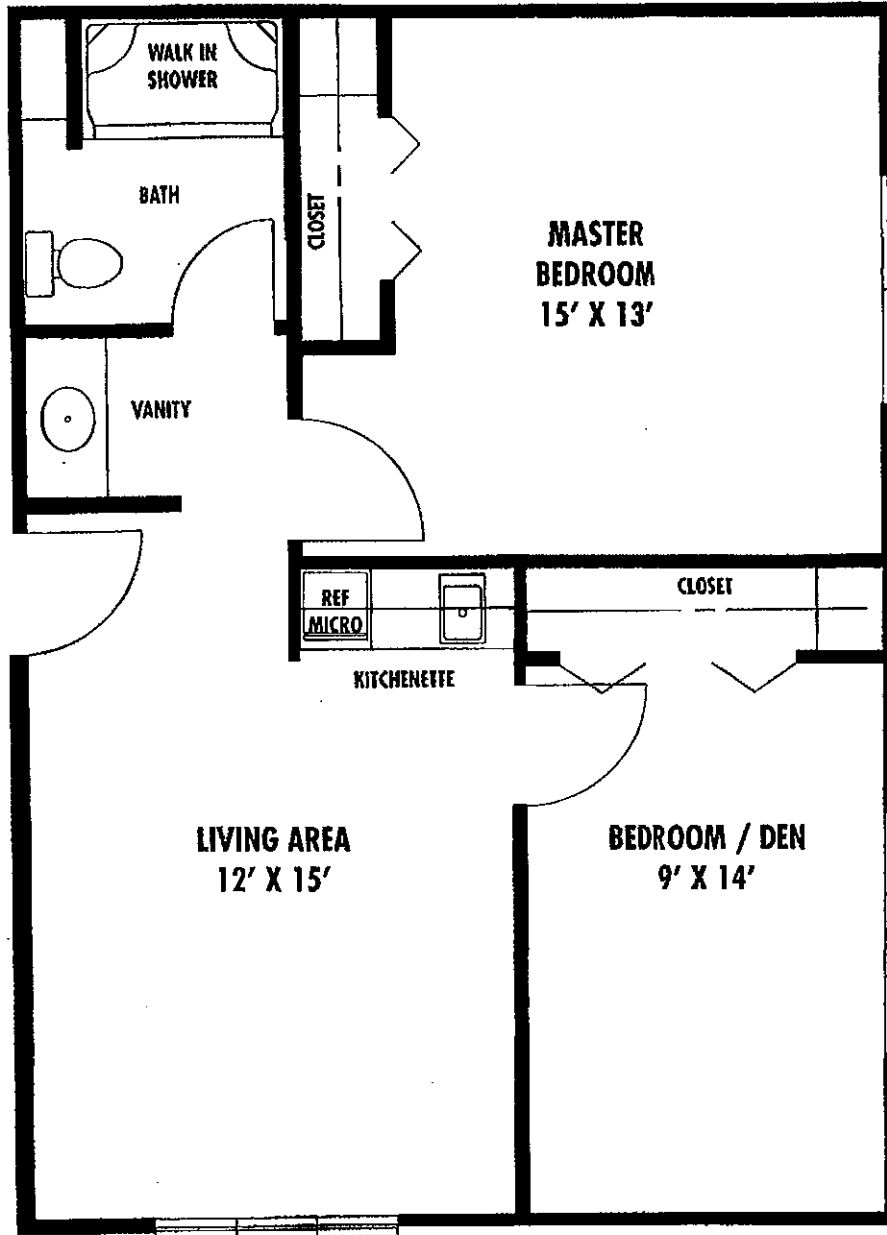 WALK IN
SHOWER
BATH
CLOSET
MASTER
BEDROOM
15' X 13'
VANITY
REF
MICRO
CLOSET
KITCHENETTE
LIVING AREA
12' X 15'
BEDROOM / DEN
9' X 14'